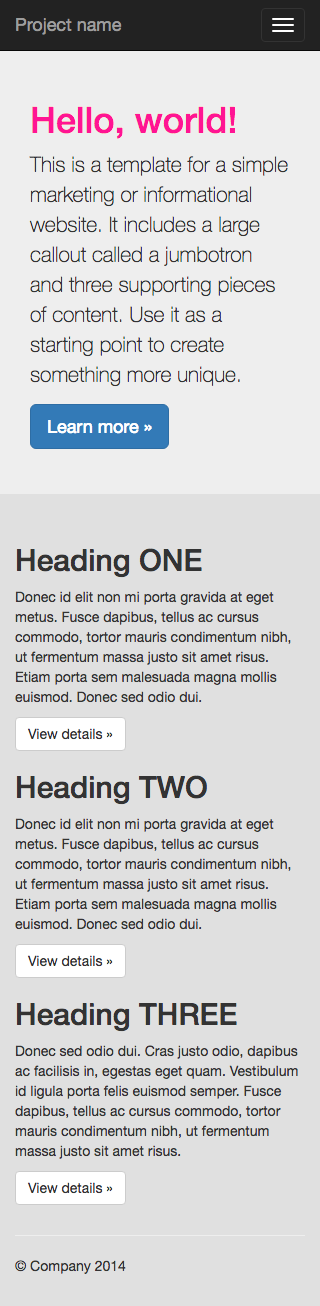 Project name
Hello, world!
This is a template for a simple
marketing or informational
website. It includes a large
callout called a jumbotron
and three supporting pieces
of content. Use it as a
starting point to create
something more unique.
Learn more »
Heading ONE
Donec id elit non mi porta gravida at eget
metus. Fusce dapibus, tellus ac cursus
commodo, tortor mauris condimentum nibh,
ut fermentum massa justo sit amet risus.
Etiam porta sem malesuada magna mollis
euismod. Donec sed odio dui.
View details »
Heading TWO
Donec id elit non mi porta gravida at eget
metus. Fusce dapibus, tellus ac cursus
commodo, tortor mauris condimentum nibh,
ut fermentum massa justo sit amet risus.
Etiam porta sem malesuada magna mollis
euismod. Donec sed odio dui.
View details »
Heading THREE
Donec sed odio dui. Cras justo odio, dapibus
ac facilisis in, egestas eget quam. Vestibulum
id ligula porta felis euismod semper. Fusce
dapibus, tellus ac cursus commodo, tortor
mauris condimentum nibh, ut fermentum
massa justo sit amet risus.
View details »
© Company 2014